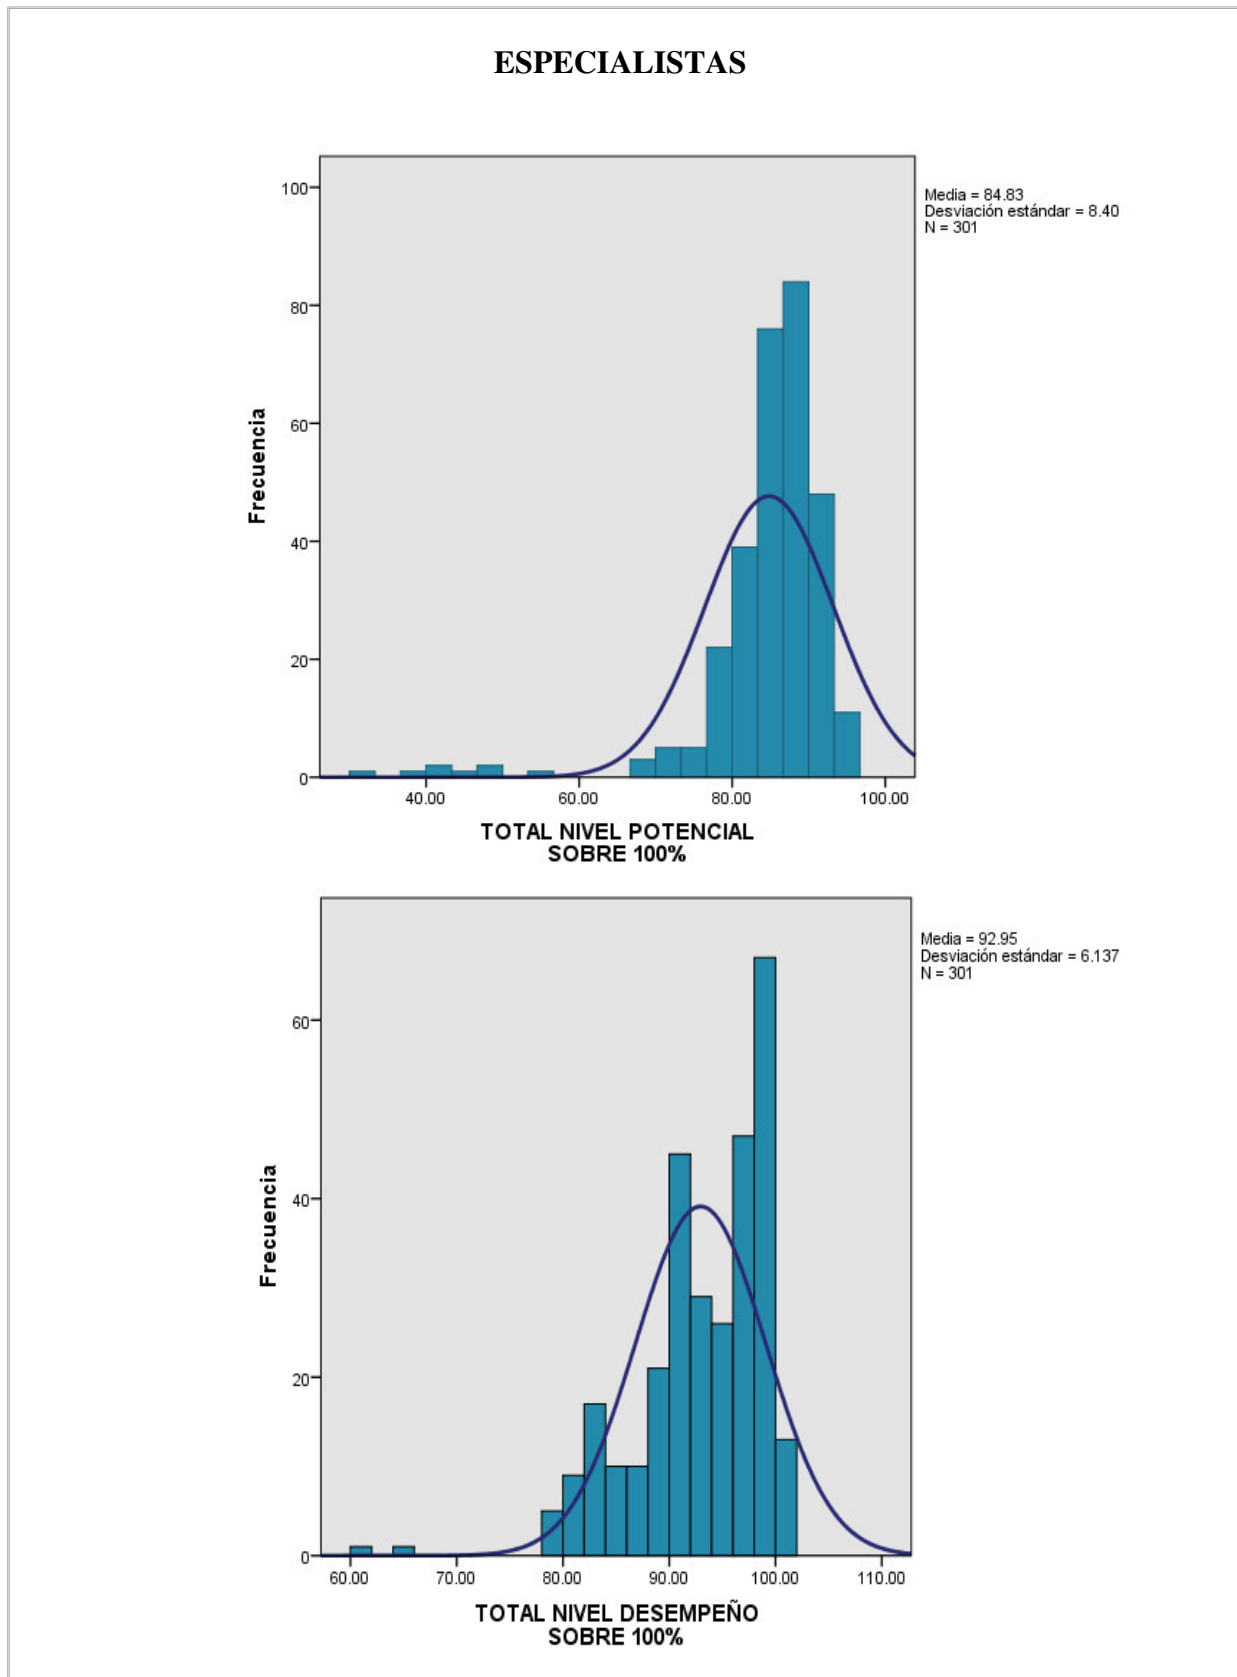 ESPECIALISTAS
Media = 84.83
Desviación estándar = 8.40
N = 301
100
80
60
40
20
0
Frecuencia
40.00 60.00 80.00 100.00
TOTAL NIVEL POTENCIAL
SOBRE 100%
Media = 92.95
Desviación estándar = 6.137
N = 301
60
40
20
0
Frecuencia
60.00 70.00 80.00 90.00 100.00 110.00
TOTAL NIVEL DESEMPEÑO
SOBRE 100%